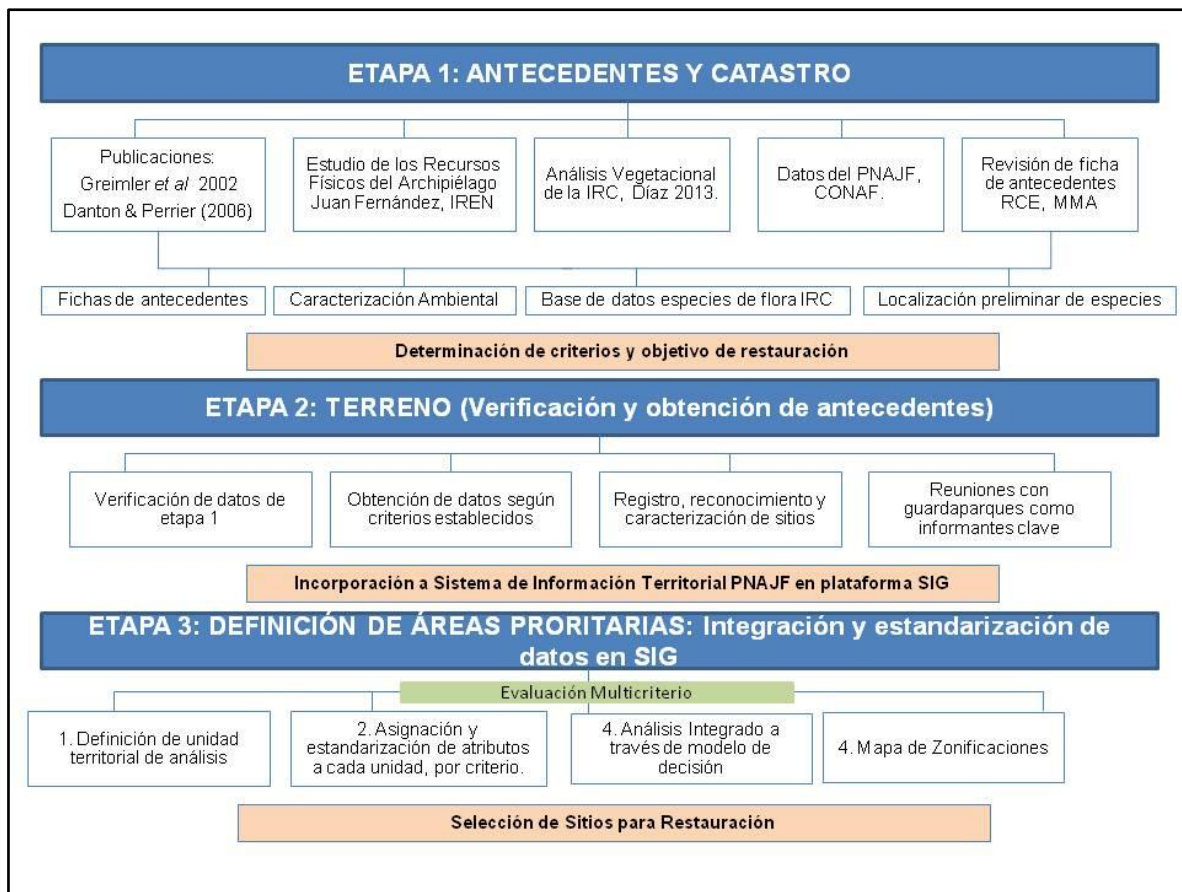 ETAPA 1: ANTECEDENTES Y CATASTRO
Publicaciones:
Greimler et al 2002
Danton & Perrier (2006)
Estudio de los Recursos
Físicos del Archipiélago
Juan Fernández, IREN
Análisis Vegetacional
de la IRC, Díaz 2013.
Datos del PNAJF,
CONAF.
Revisión de ficha
de antecedentes
RCE, MMA
Fichas de antecedentes
Caracterización Ambiental
Base de datos especies de flora IRC
Localización preliminar de especies
Determinación de criterios y objetivo de restauración
ETAPA 2: TERRENO (Verificación y obtención de antecedentes)
Verificación de datos de
etapa 1
Obtención de datos según
criterios establecidos
Registro, reconocimiento y
caracterización de sitios
Reuniones con
guardaparques como
informantes clave
Incorporación a Sistema de Información Territorial PNAJF en plataforma SIG
ETAPA 3: DEFINICIÓN DE ÁREAS PRORITARIAS: Integración y estandarización de
datos en SIG
Evaluación Multicriterio
1. Definición de unidad
territorial de análisis
2. Asignación y
estandarización de atributos
a cada unidad, por criterio.
4. Análisis Integrado a
través de modelo de
decisión
4. Mapa de Zonificaciones
Selección de Sitios para Restauración